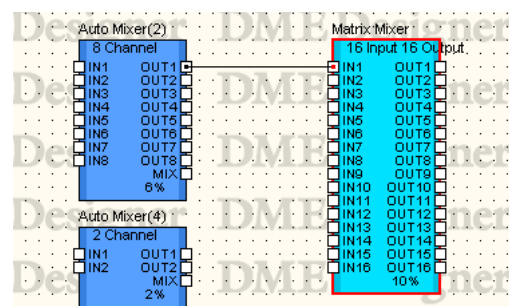 Auto Mixer(2)
8 Channel
IN1 OUT1
IN2 OUT2
IN3 OUT3
IN4 OUT4
IN5 OUT5
IN6 OUT6
IN7 OUT7
IN8 OUT8
MIX
6%
Auto Mixer(4)
2 Channel
IN1 OUT1
IN2 OUT2
MIX
2%
Matrix Mixer
16 Input 16 Output
IN1 OUT1
IN2 OUT2
IN3 OUT3
IN4 OUT4
IN5 OUT5
IN6 OUT6
IN7 OUT7
IN8 OUT8
IN9 OUT9
IN10 OUT10
IN11 OUT11
IN12 OUT12
IN13 OUT13
IN14 OUT14
IN15 OUT15
IN16 OUT16
10%
DME Designer